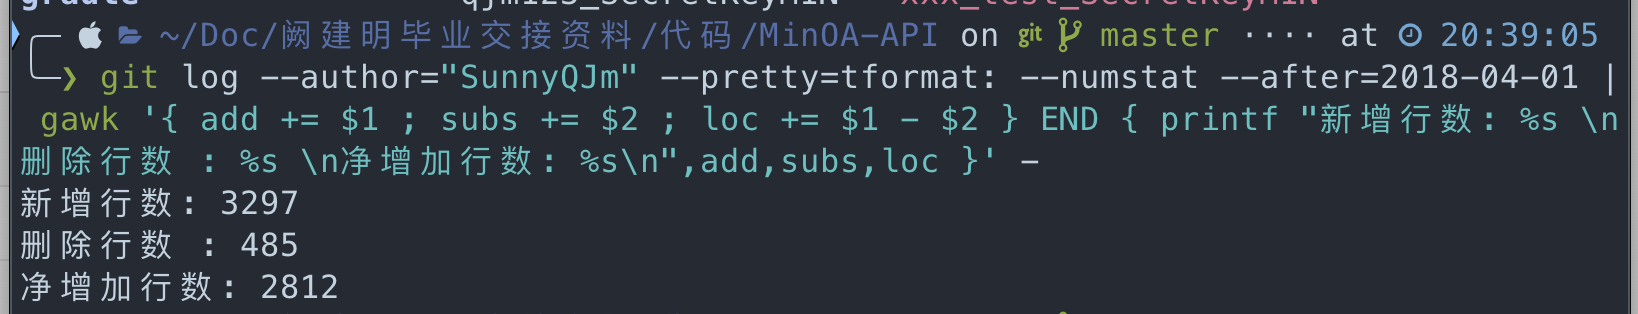 ~/Doc/阙建明毕业交接资料/代码/MinOA-API on git master ···· at 20:39:05
❯ git log --author="SunnyQJm" --pretty=tformat: --numstat --after=2018-04-01 |
gawk '{ add += $1 ; subs += $2 ; loc += $1 - $2 } END { printf "新增行数: %s \n
删除行数 : %s \n净增加行数: %s\n",add,subs,loc }' -
新增行数: 3297
删除行数 : 485
净增加行数: 2812